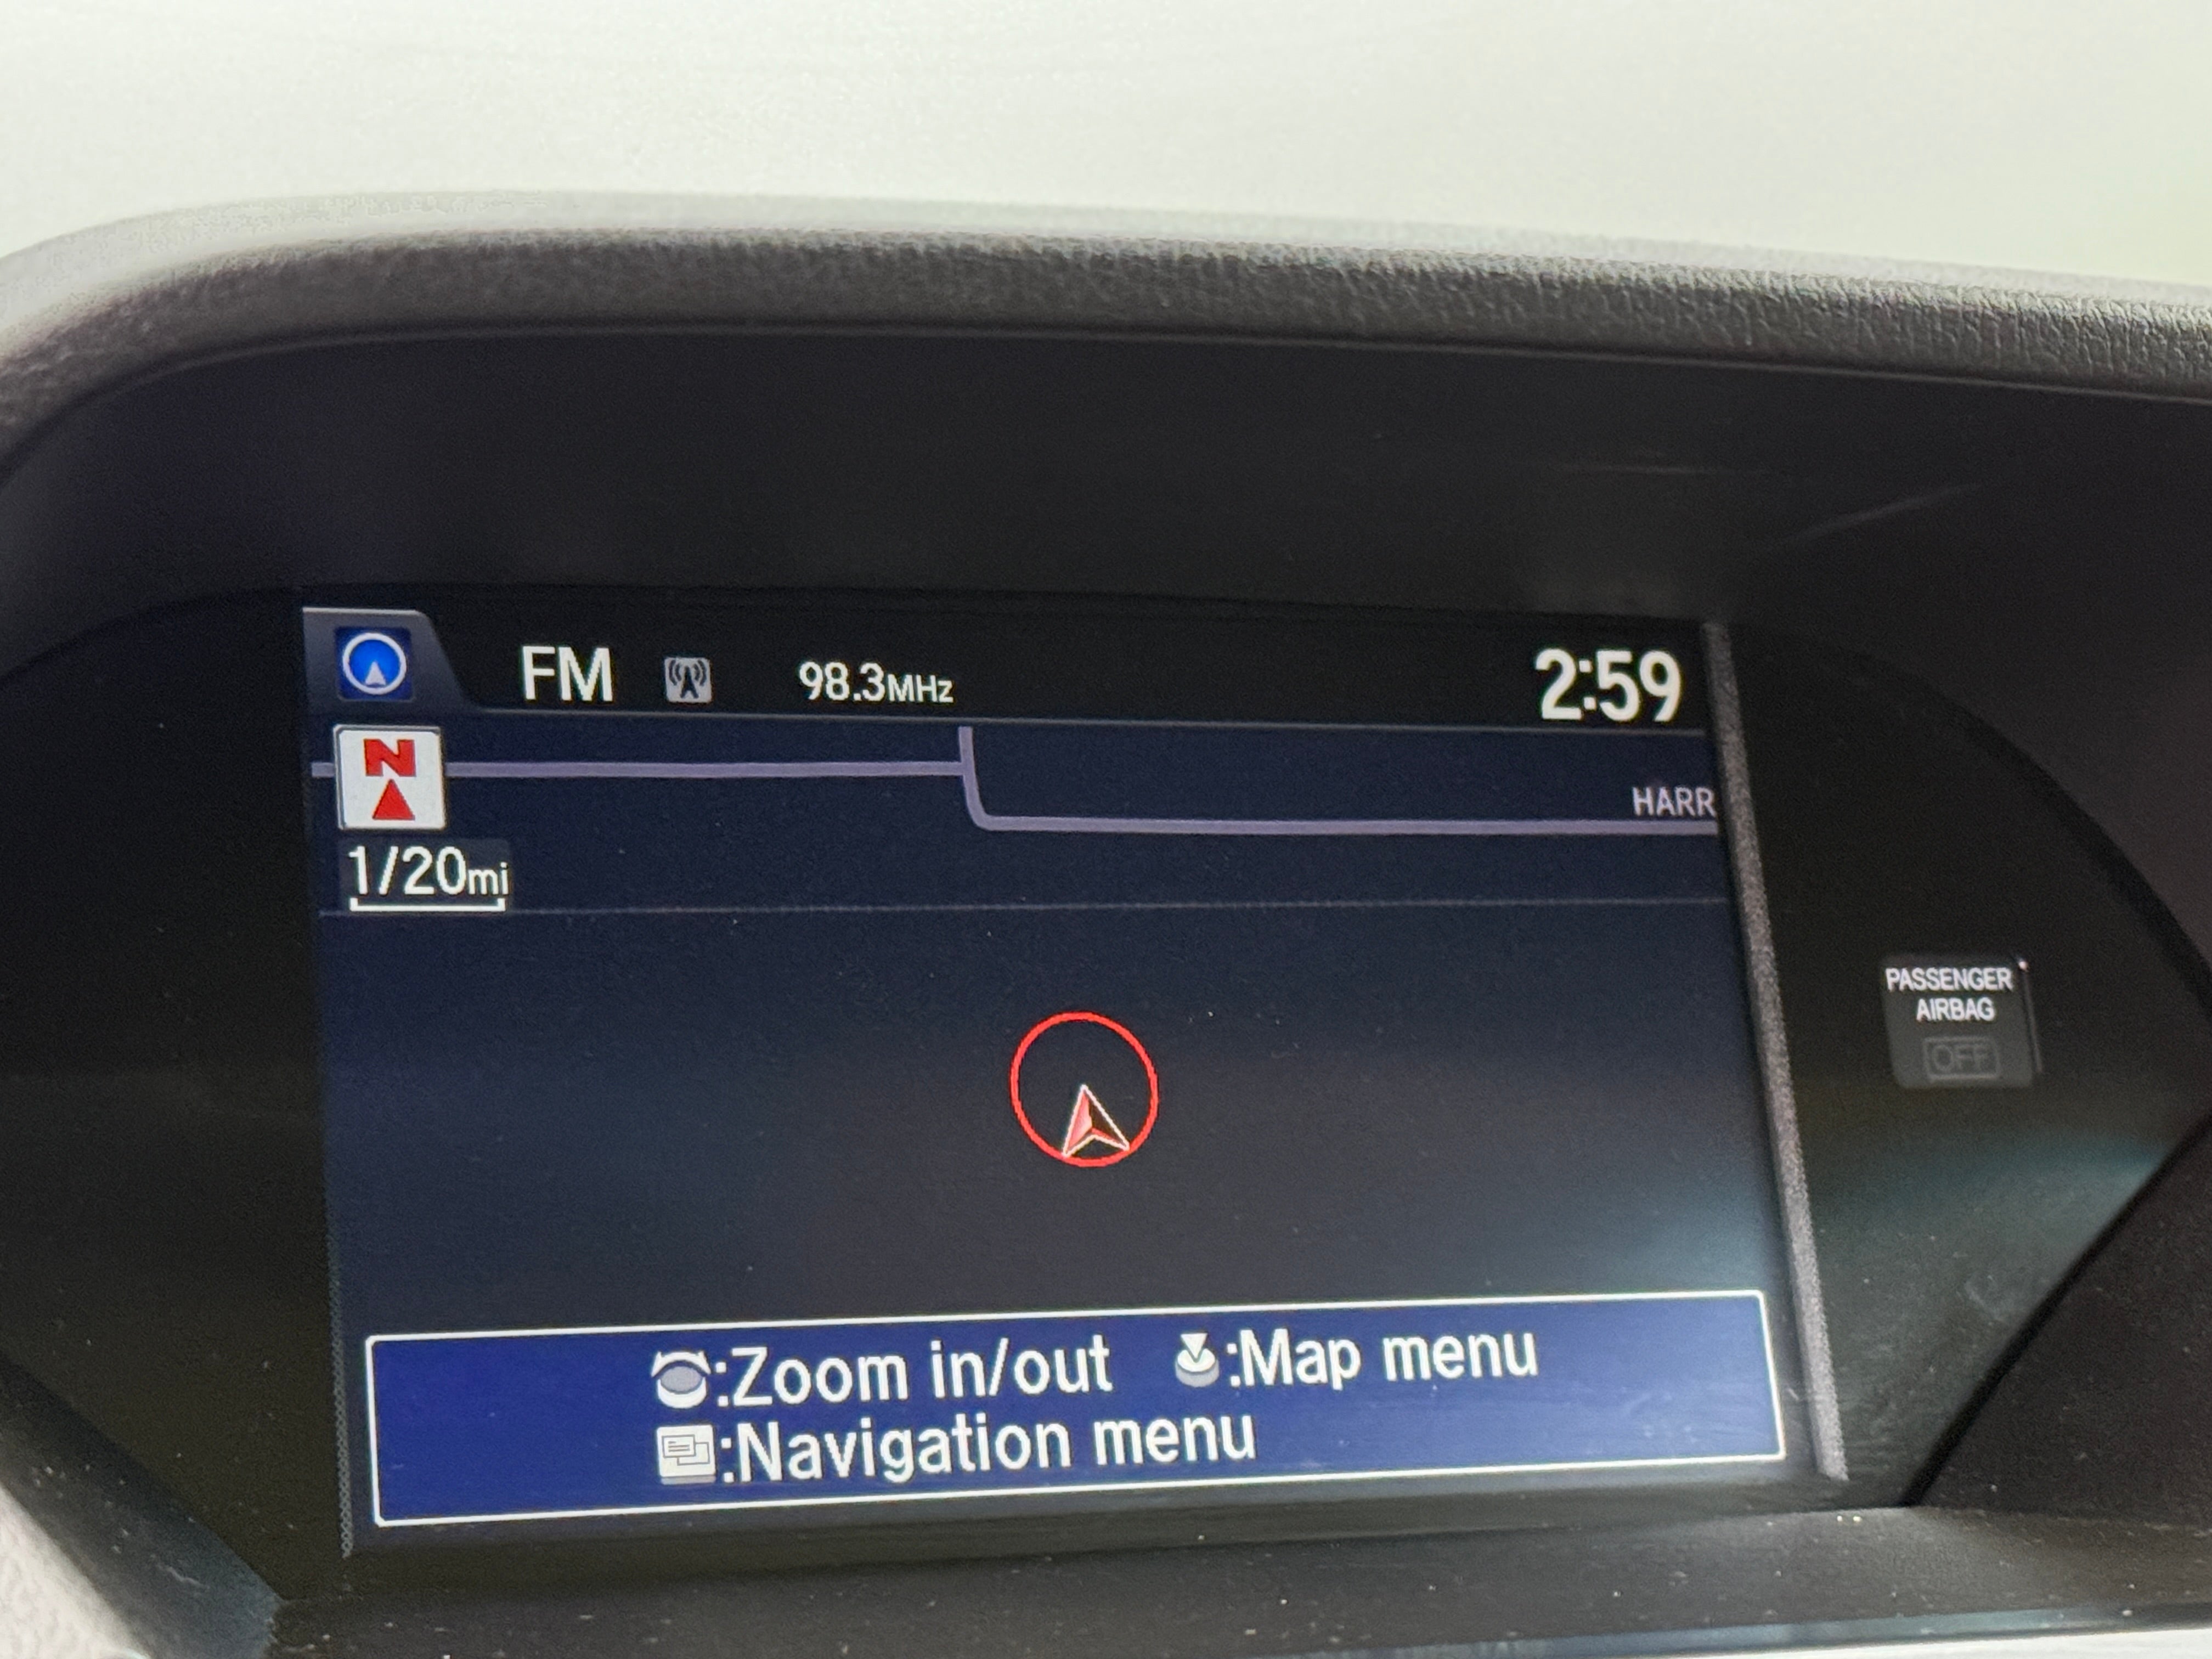 FM 98.3MHz 2:59
N
HARR
1/20mi
PASSENGER
AIRBAG
OFF
:Zoom in/out :Map menu
:Navigation menu